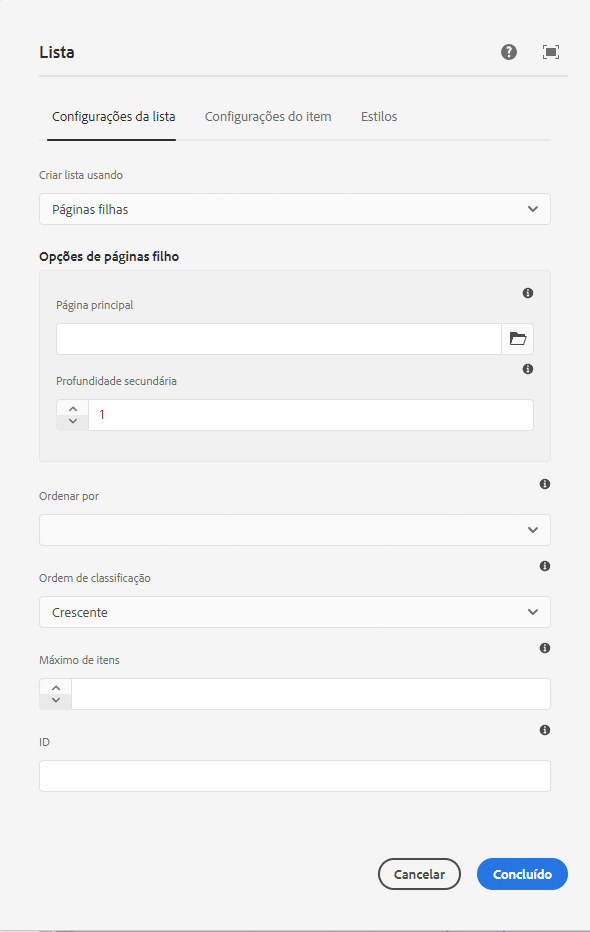 Lista
Configurações da lista Configurações do item Estilos
Criar lista usando
Páginas filhas
Opções de páginas filho
Página principal
Profundidade secundária
1
Ordenar por
Ordem de classificação
Crescente
Máximo de itens
ID
Cancelar Concluído